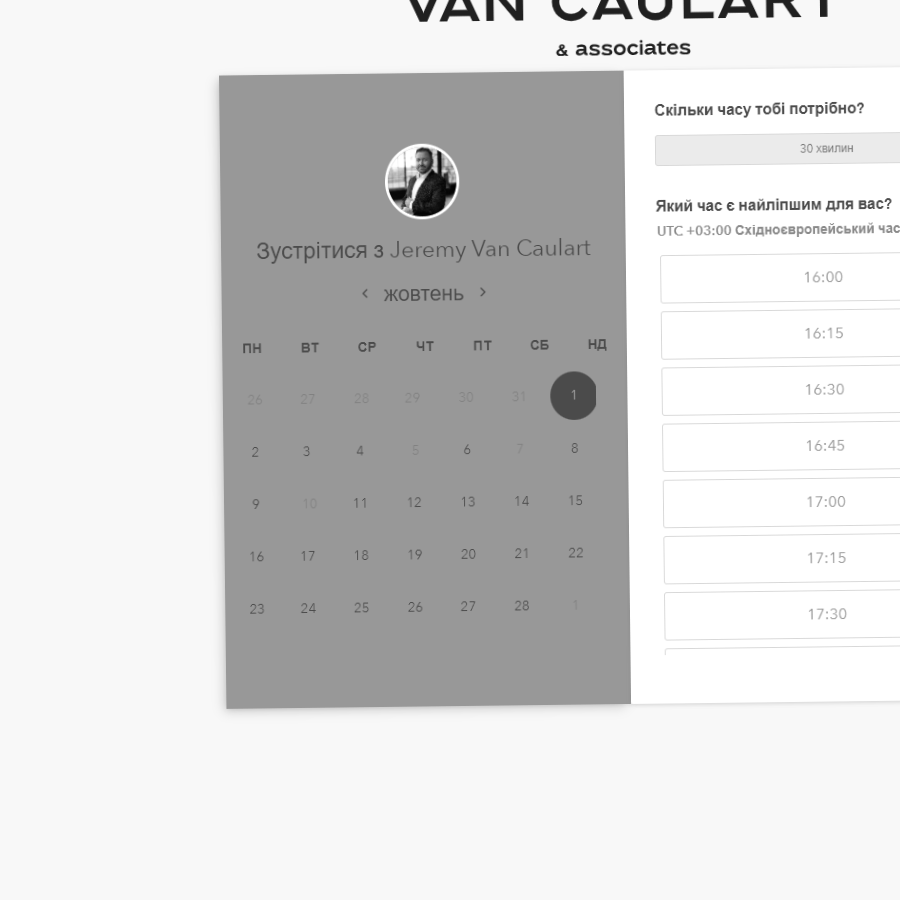 VAN CAULART
& associates
Зустрітися з Jeremy Van Caulart
‹ жовтень ›
ПН ВТ СР ЧТ ПТ СБ НД
26 27 28 29 30 31 1
2 3 4 5 6 7 8
9 10 11 12 13 14 15
16 17 18 19 20 21 22
23 24 25 26 27 28 1
Скільки часу тобі потрібно?
30 хвилин
Який час є найліпшим для вас?
UTC +03:00 Східноєвропейський час
16:00
16:15
16:30
16:45
17:00
17:15
17:30